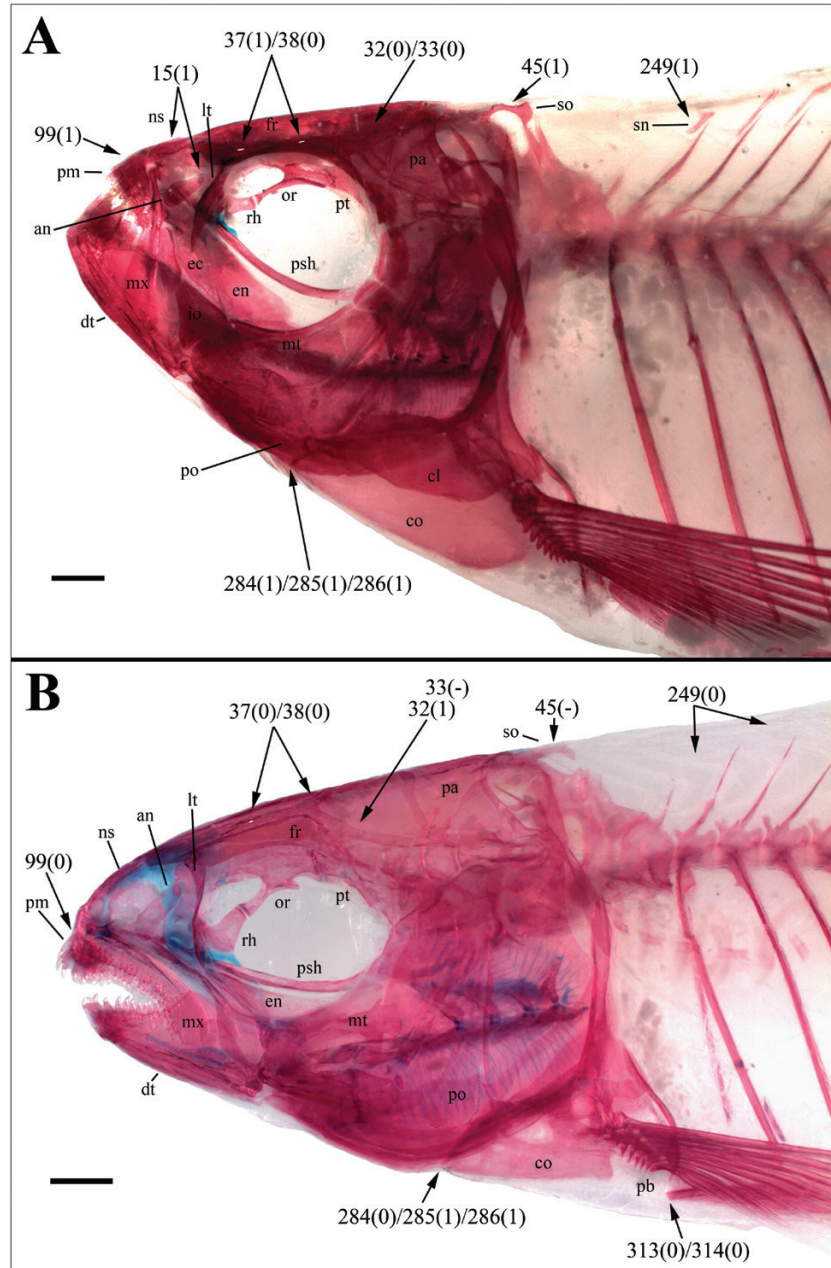 A
37(1)/38(0)
32(0)/33(0)
15(1)
45(1)
249(1)
ns
lt
fr
so
sn
99(1)
pm
pa
or
pt
an
rh
ec
psh
mx
en
dt
io
mt
po
cl
co
284(1)/285(1)/286(1)
B
33(-)
37(0)/38(0)
32(1)
45(-)
249(0)
so
lt
an
pa
ns
fr
99(0)
pm
or
pt
rh
psh
en
mx
mt
dt
po
co
pb
284(0)/285(1)/286(1)
313(0)/314(0)